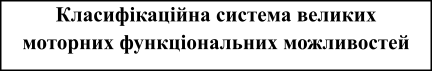 Класифікаційна система великих
моторних функціональних можливостей